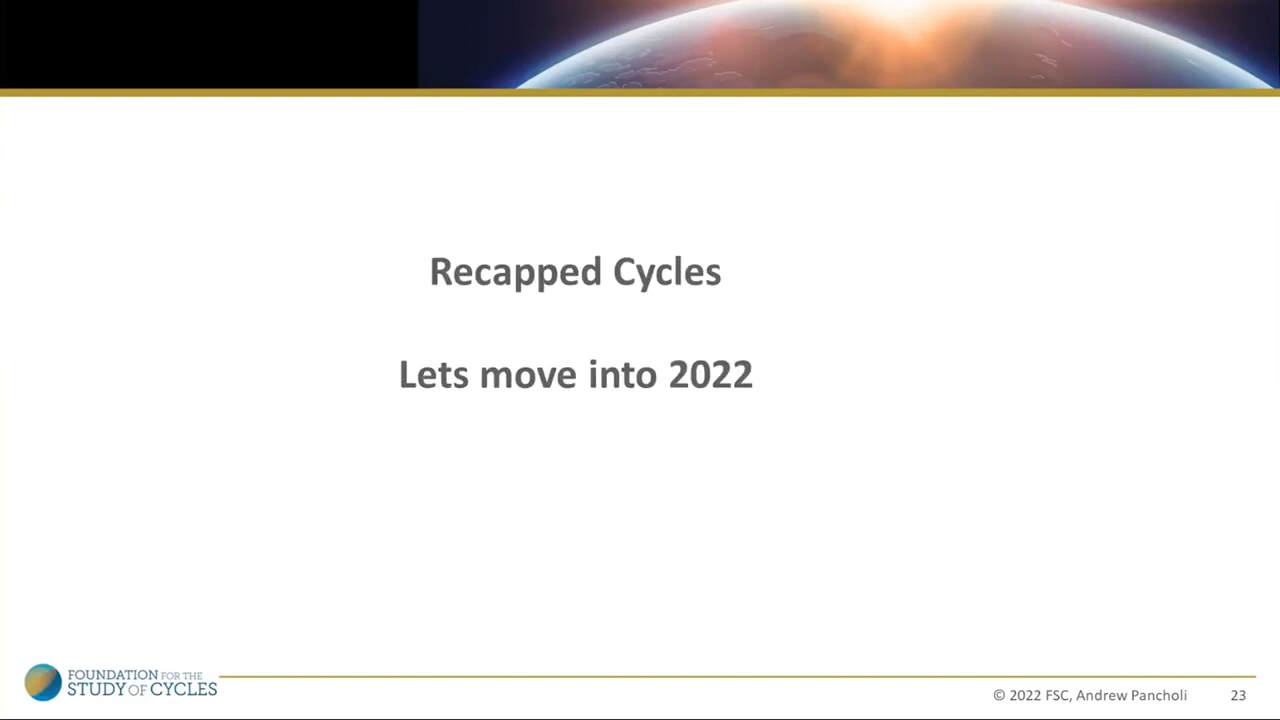 Recapped Cycles
Lets move into 2022
FOUNDATION FOR THE
STUDY OF CYCLES
© 2022 FSC, Andrew Pancholi
23